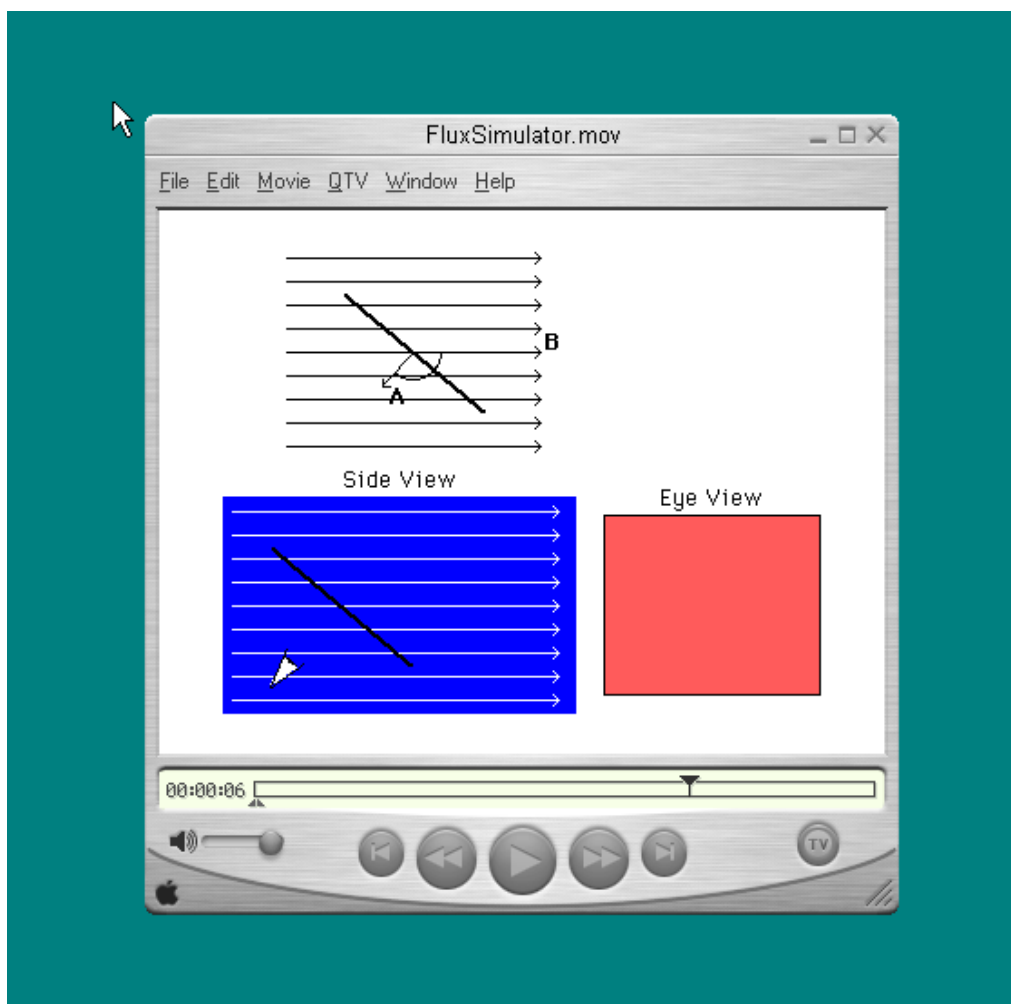 FluxSimulator.mov
File Edit Movie QTV Window Help
B
A
Side View
Eye View
00:00:06
TV